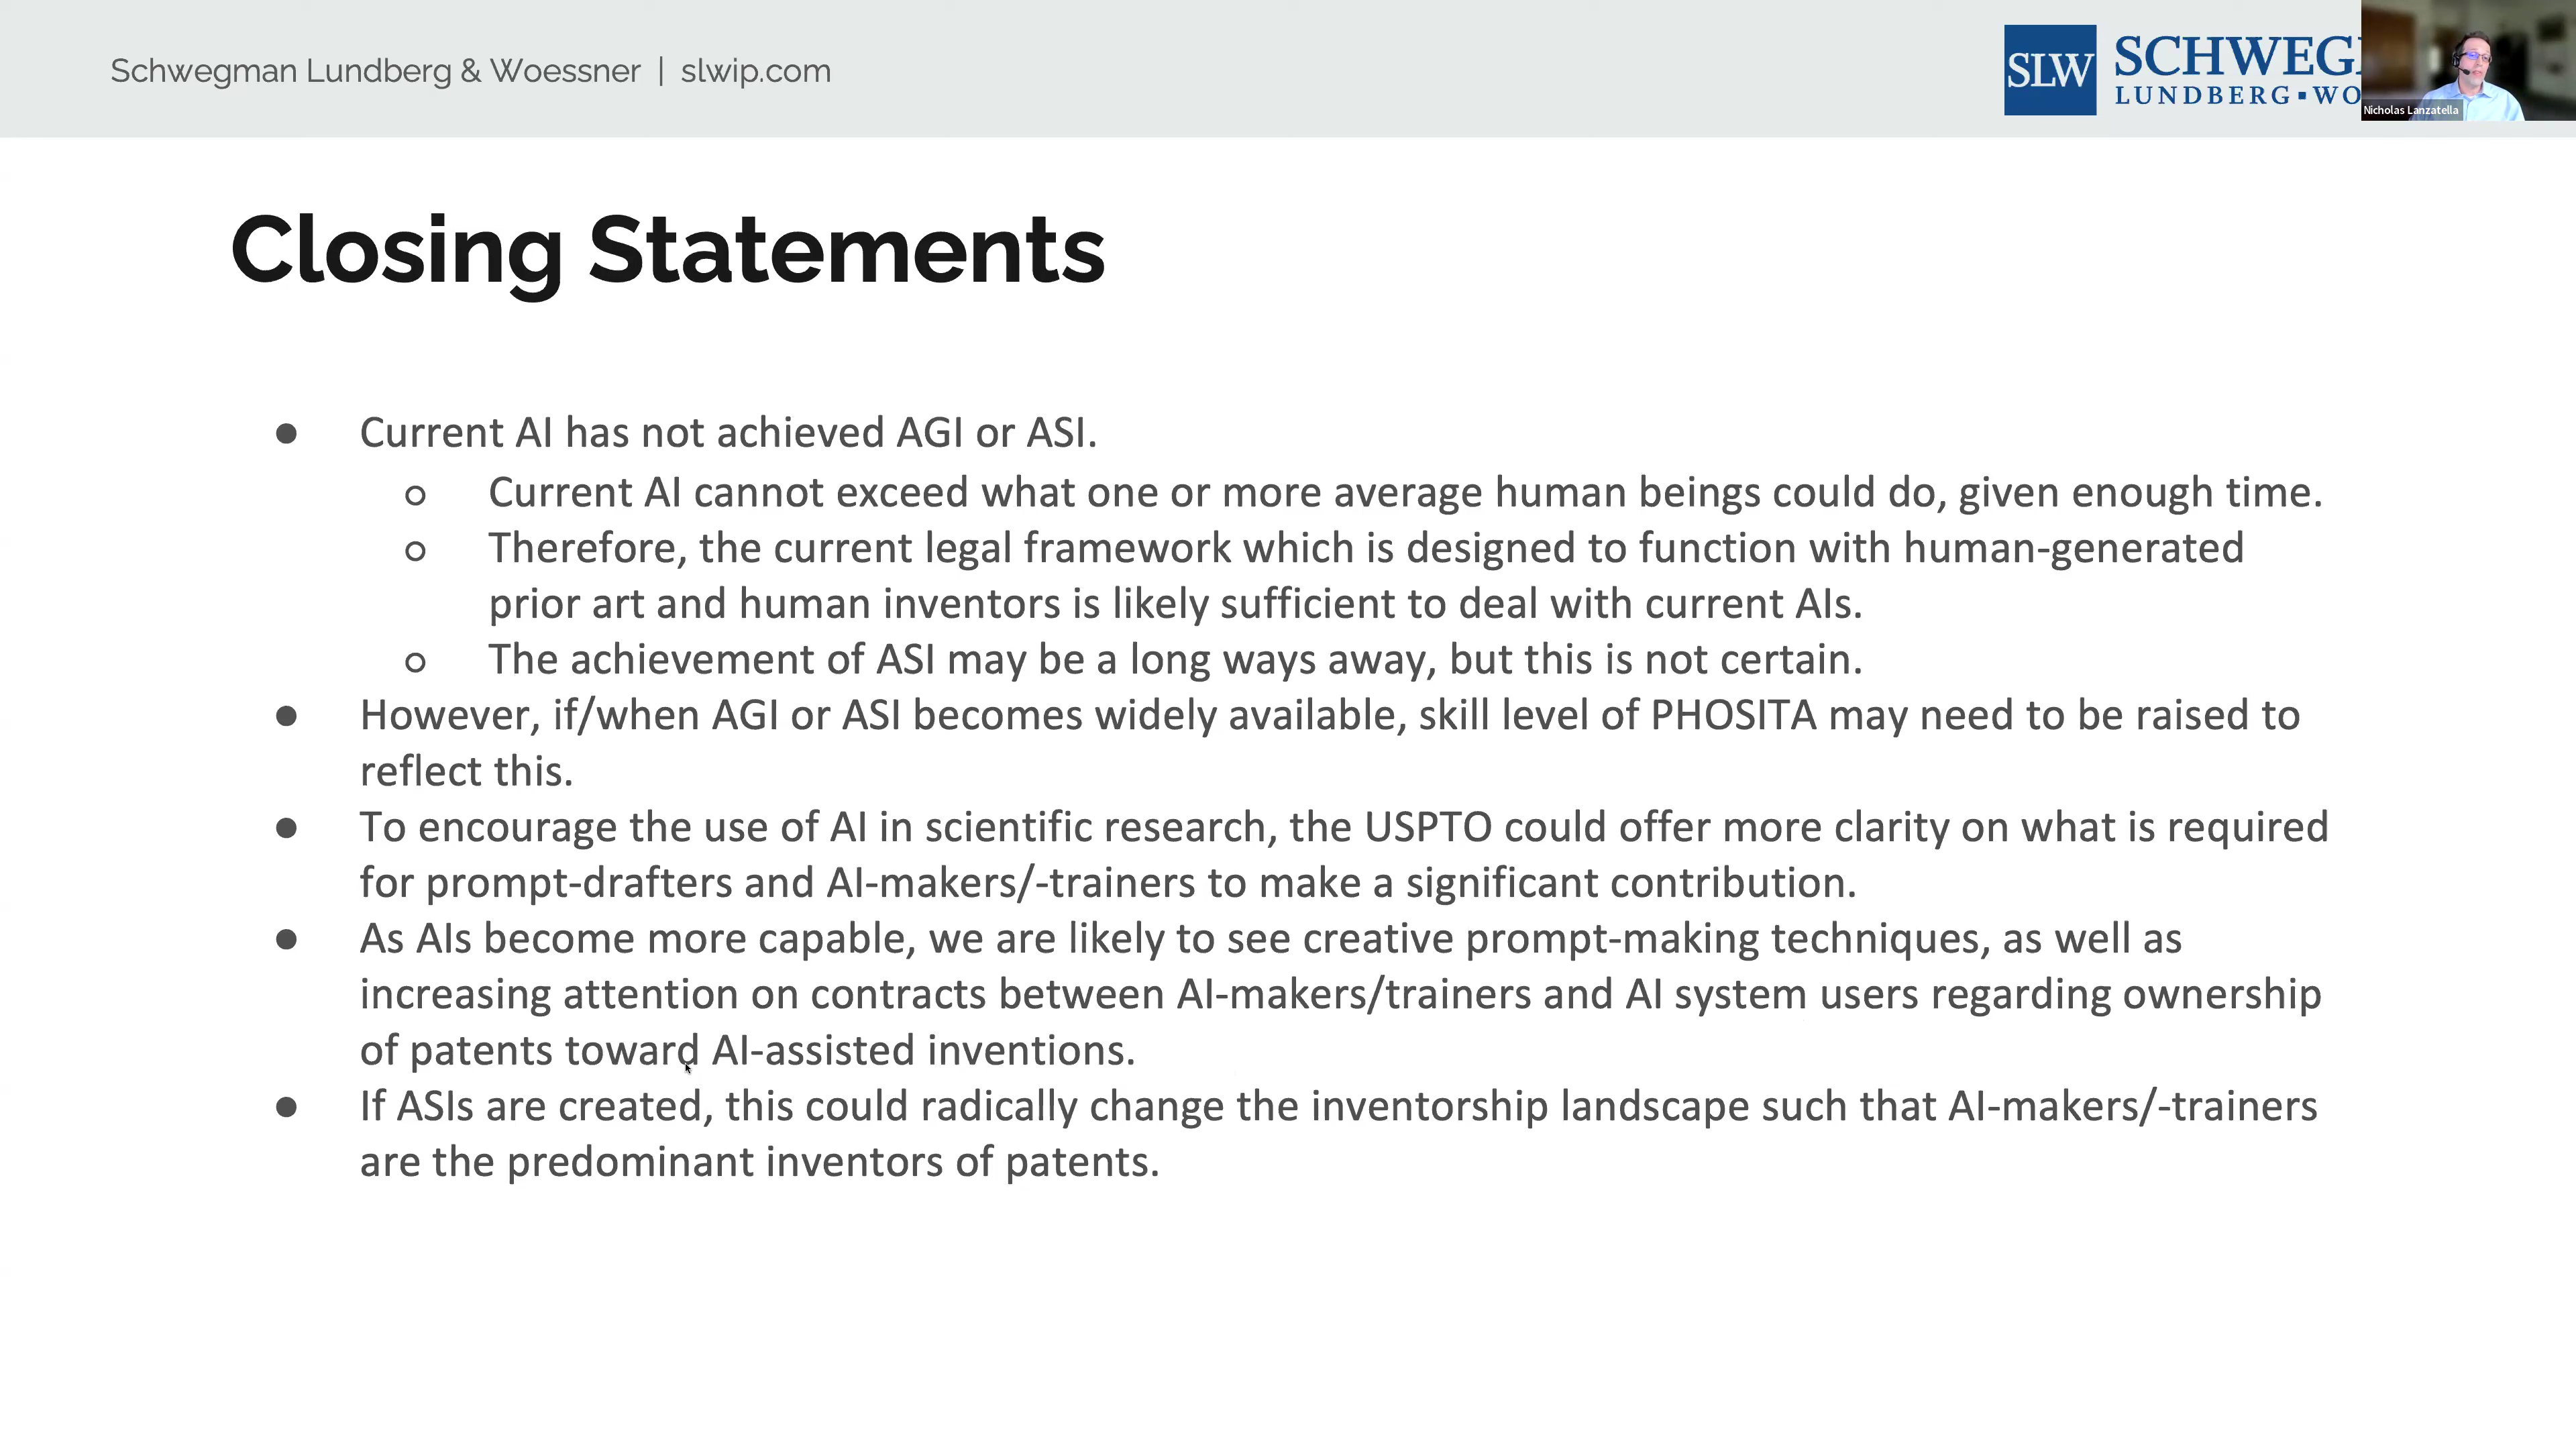 Schwegman Lundberg & Woessner | slwip.com
SLW
SCHWEG
LUNDBERG▪WO
Nicholas Lanzatella
Closing Statements
● Current AI has not achieved AGI or ASI.
○ Current AI cannot exceed what one or more average human beings could do, given enough time.
○ Therefore, the current legal framework which is designed to function with human-generated
prior art and human inventors is likely sufficient to deal with current AIs.
○ The achievement of ASI may be a long ways away, but this is not certain.
● However, if/when AGI or ASI becomes widely available, skill level of PHOSITA may need to be raised to
reflect this.
● To encourage the use of AI in scientific research, the USPTO could offer more clarity on what is required
for prompt-drafters and AI-makers/-trainers to make a significant contribution.
● As AIs become more capable, we are likely to see creative prompt-making techniques, as well as
increasing attention on contracts between AI-makers/trainers and AI system users regarding ownership
of patents toward AI-assisted inventions.
● If ASIs are created, this could radically change the inventorship landscape such that AI-makers/-trainers
are the predominant inventors of patents.